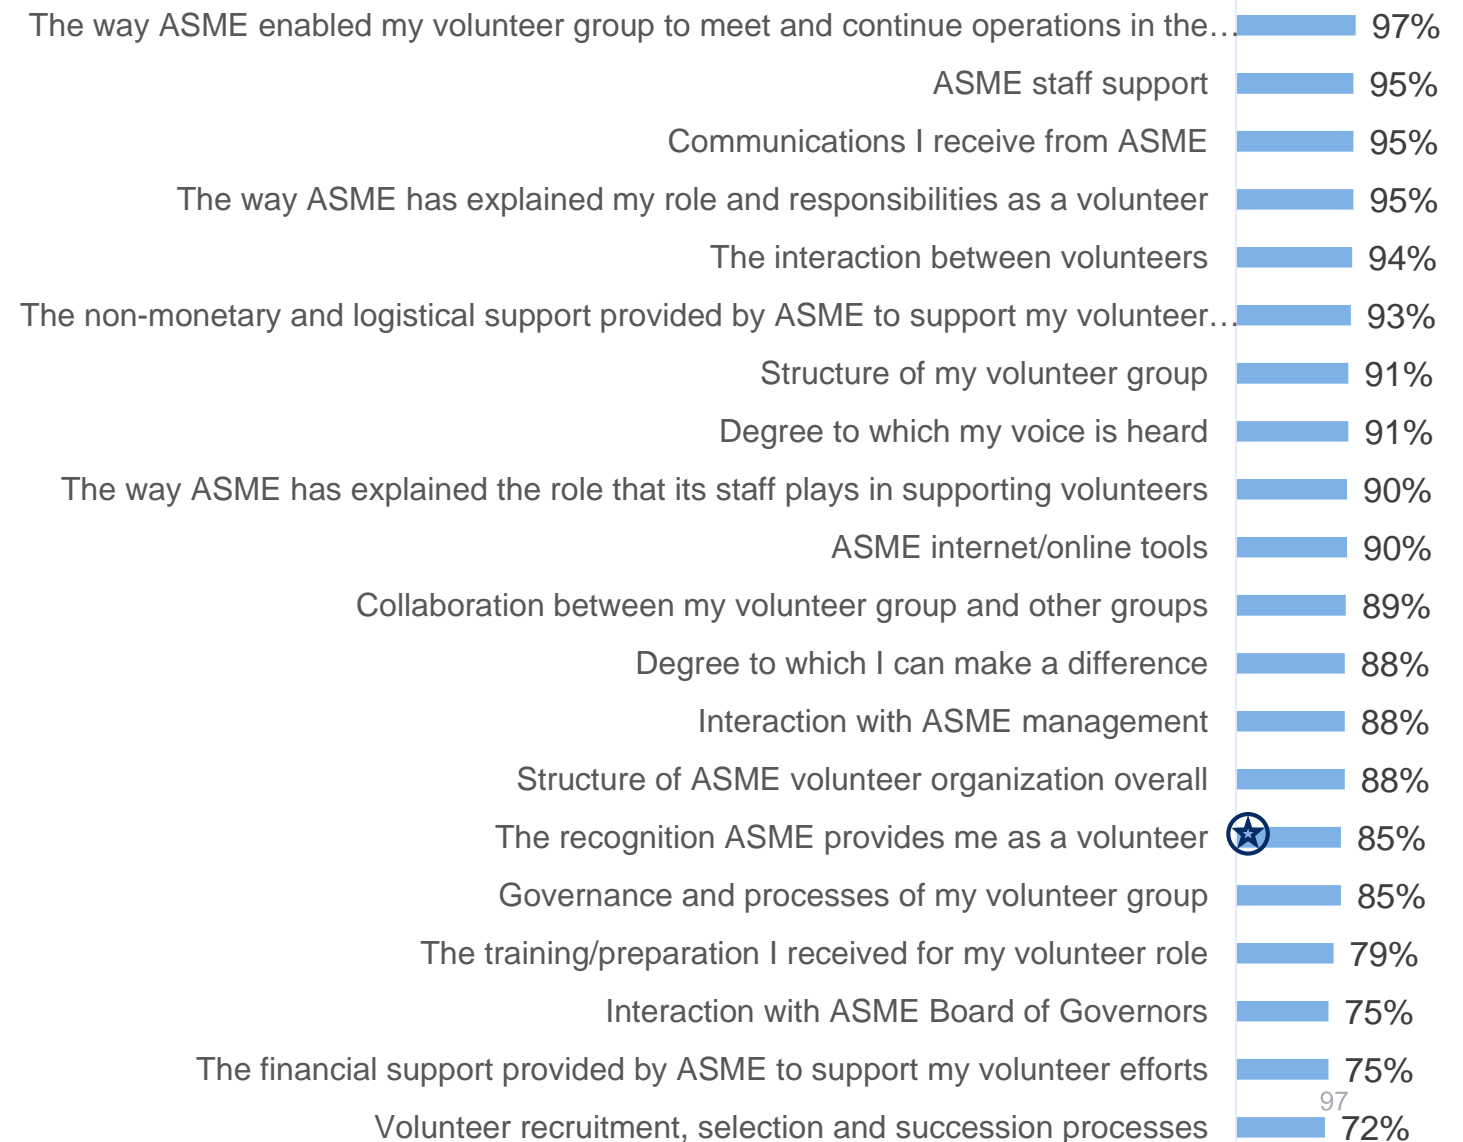 The way ASME enabled my volunteer group to meet and continue operations in the… 97%
ASME staff support 95%
Communications I receive from ASME 95%
The way ASME has explained my role and responsibilities as a volunteer 95%
The interaction between volunteers 94%
The non-monetary and logistical support provided by ASME to support my volunteer… 93%
Structure of my volunteer group 91%
Degree to which my voice is heard 91%
The way ASME has explained the role that its staff plays in supporting volunteers 90%
ASME internet/online tools 90%
Collaboration between my volunteer group and other groups 89%
Degree to which I can make a difference 88%
Interaction with ASME management 88%
Structure of ASME volunteer organization overall 88%
The recognition ASME provides me as a volunteer 85%
Governance and processes of my volunteer group 85%
The training/preparation I received for my volunteer role 79%
Interaction with ASME Board of Governors 75%
The financial support provided by ASME to support my volunteer efforts 75%
97
Volunteer recruitment, selection and succession processes 72%